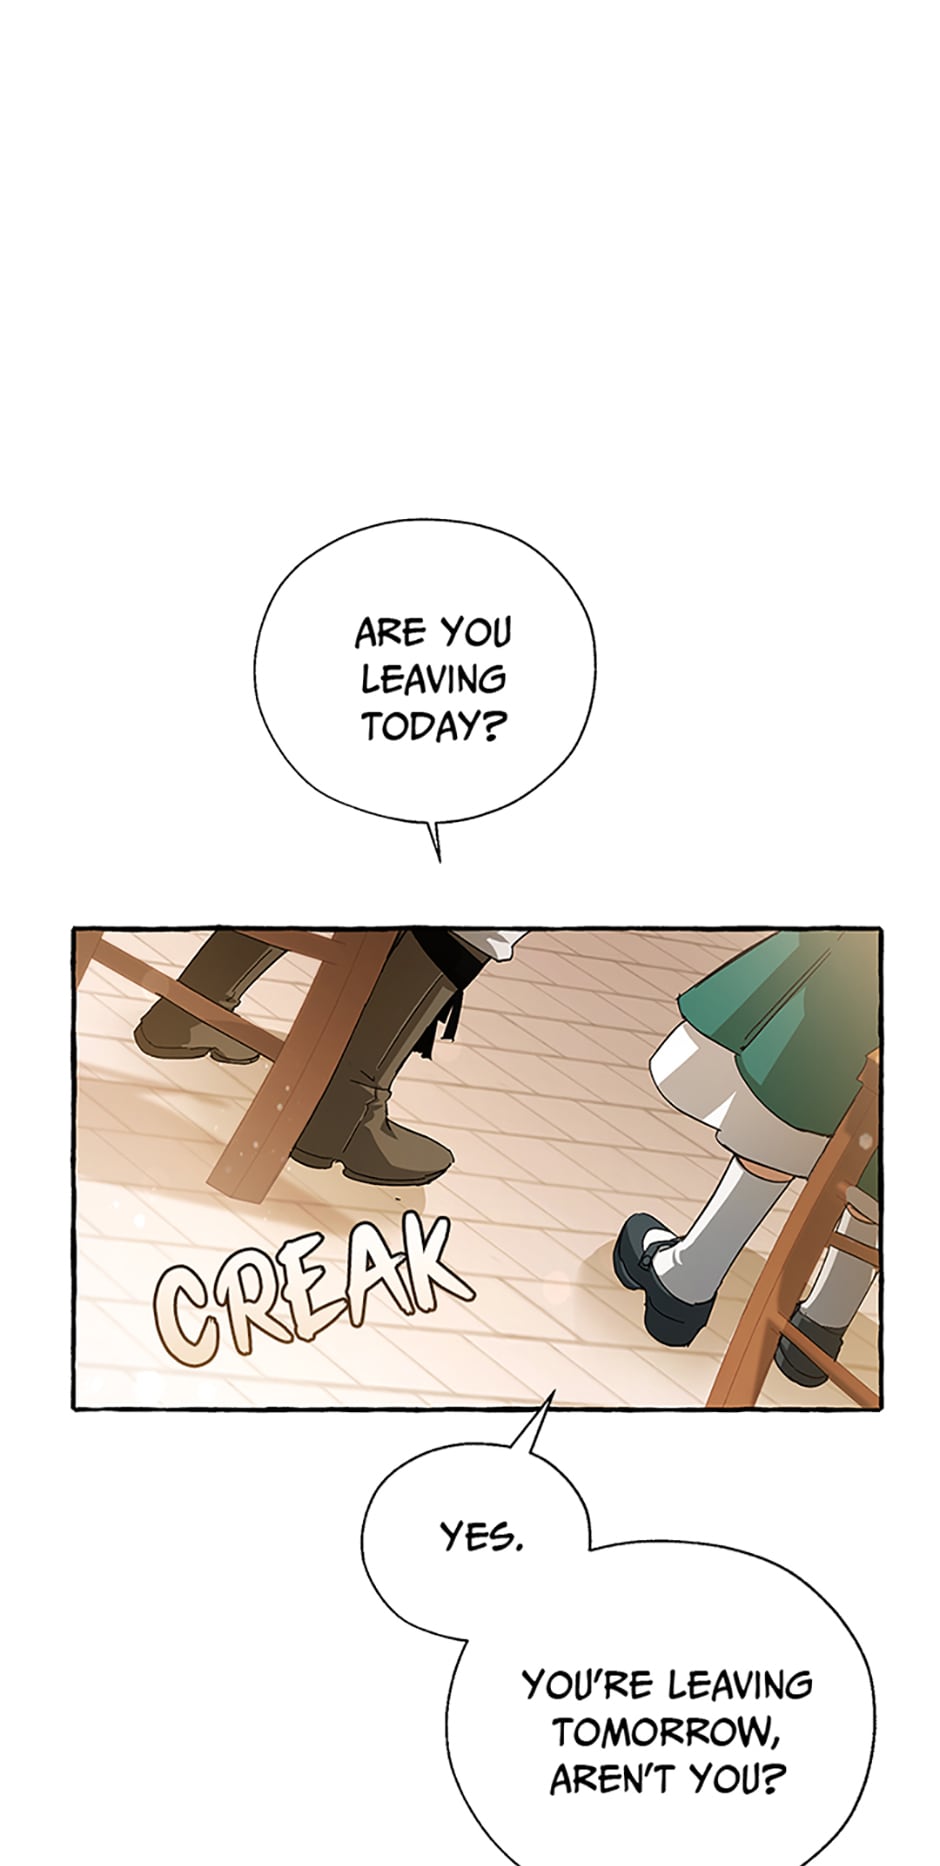 ARE YOU
LEAVING
TODAY?
CREAK
YES.
YOU'RE LEAVING
TOMORROW,
AREN'T YOU?